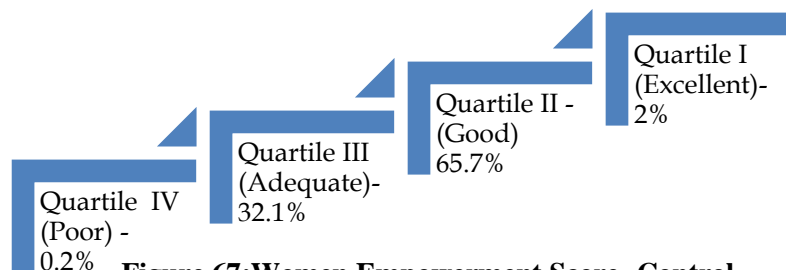 Quartile I
(Excellent)-
2%
Quartile II -
(Good)
65.7%
Quartile III
(Adequate)-
32.1%
Quartile IV
(Poor) -
0.2%
Figure 67:Women Empowerment Score- Control